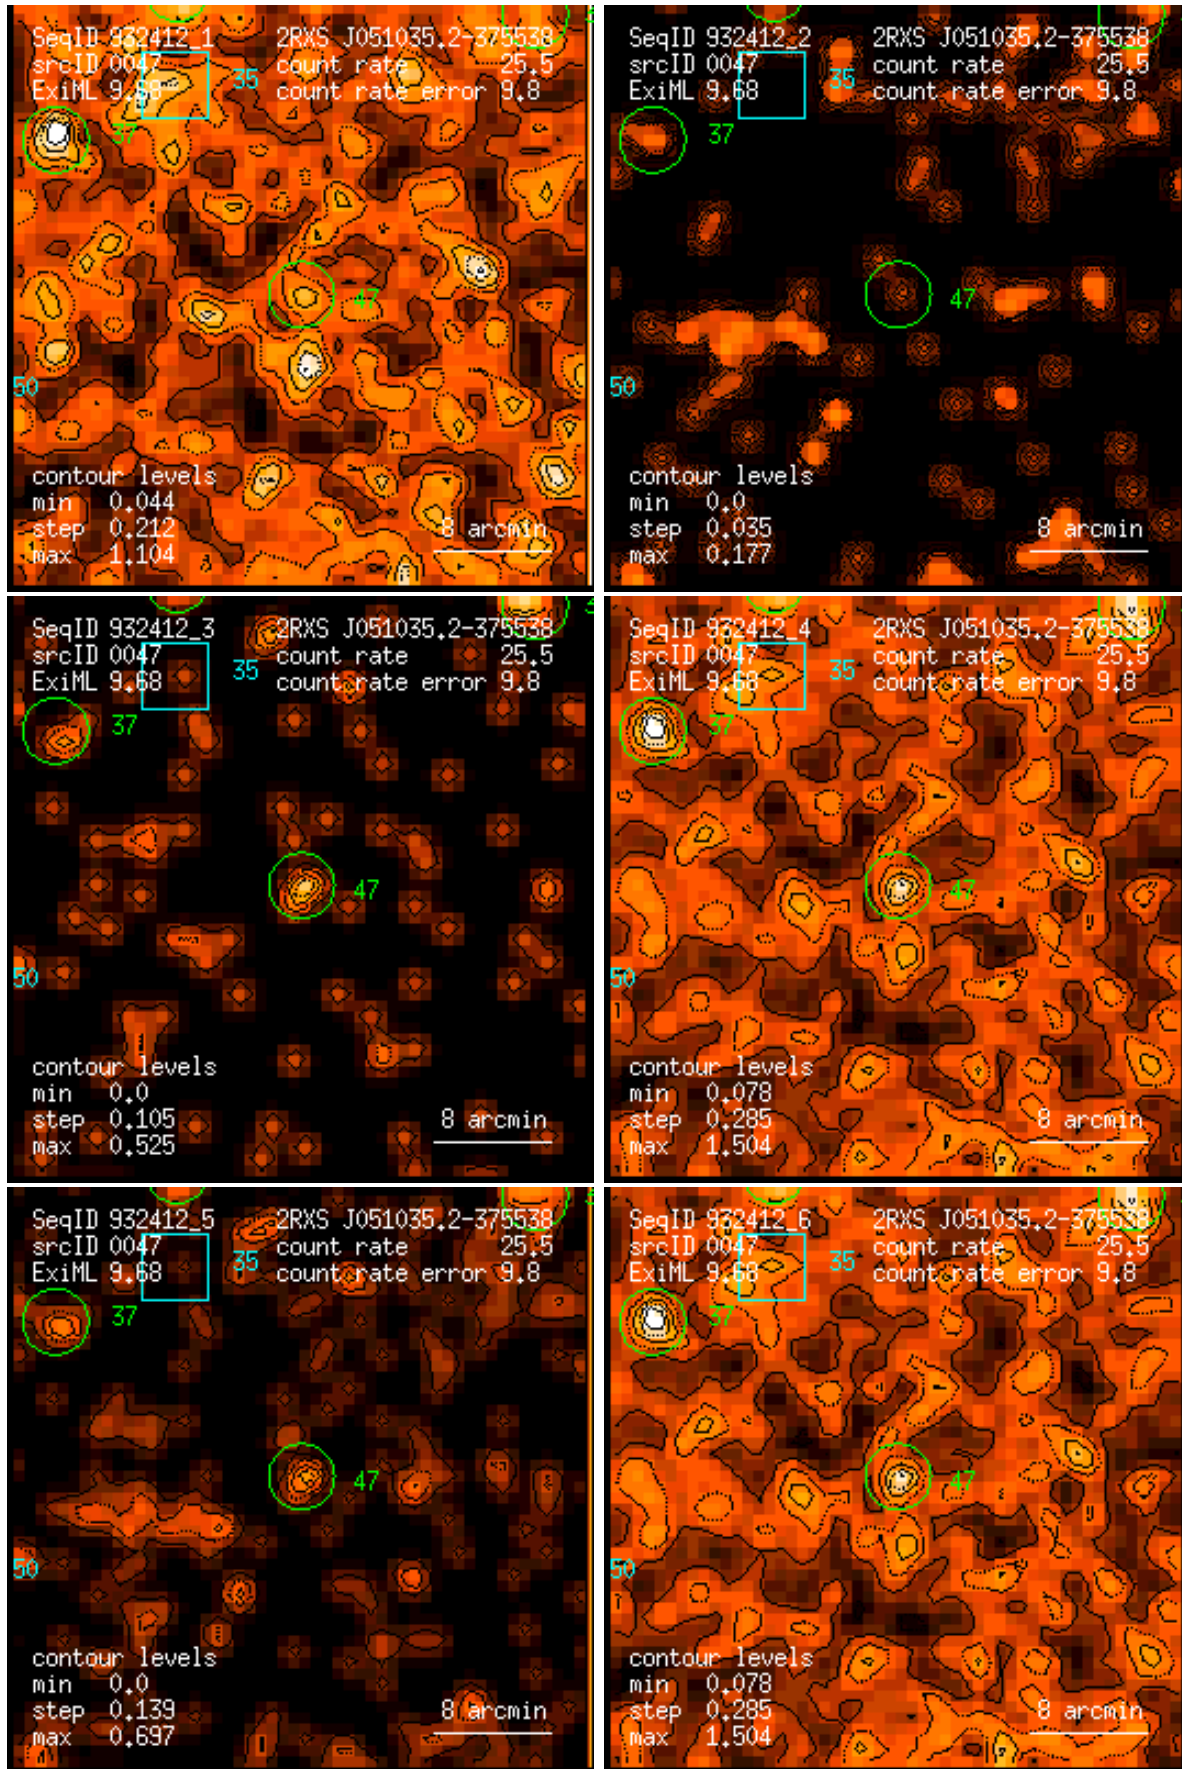 SeqID 932412_1 2RXS J051035.2-375538
srcID 0047 35 count rate 25.5
ExiML 9.68 count rate error 9.8
37
47
50
contour levels
min 0.044
step 0.212 8 arcmin
max 1.104
SeqID 932412_2 2RXS J051035.2-375538
srcID 0047 35 count rate 25.5
ExiML 9.68 count rate error 9.8
37
47
50
contour levels
min 0.0
step 0.035 8 arcmin
max 0.177
SeqID 932412_3 2RXS J051035.2-375538
srcID 0047 35 count rate 25.5
ExiML 9.68 count rate error 9.8
37
47
50
contour levels
min 0.0
step 0.105 8 arcmin
max 0.525
SeqID 932412_4 2RXS J051035.2-375538
srcID 0047 35 count rate 25.5
ExiML 9.68 count rate error 9.8
37
47
50
contour levels
min 0.078
step 0.285 8 arcmin
max 1.504
SeqID 932412_5 2RXS J051035.2-375538
srcID 0047 35 count rate 25.5
ExiML 9.68 count rate error 9.8
37
47
50
contour levels
min 0.0
step 0.139 8 arcmin
max 0.697
SeqID 932412_6 2RXS J051035.2-375538
srcID 0047 35 count rate 25.5
ExiML 9.68 count rate error 9.8
37
47
50
contour levels
min 0.078
step 0.285 8 arcmin
max 1.504